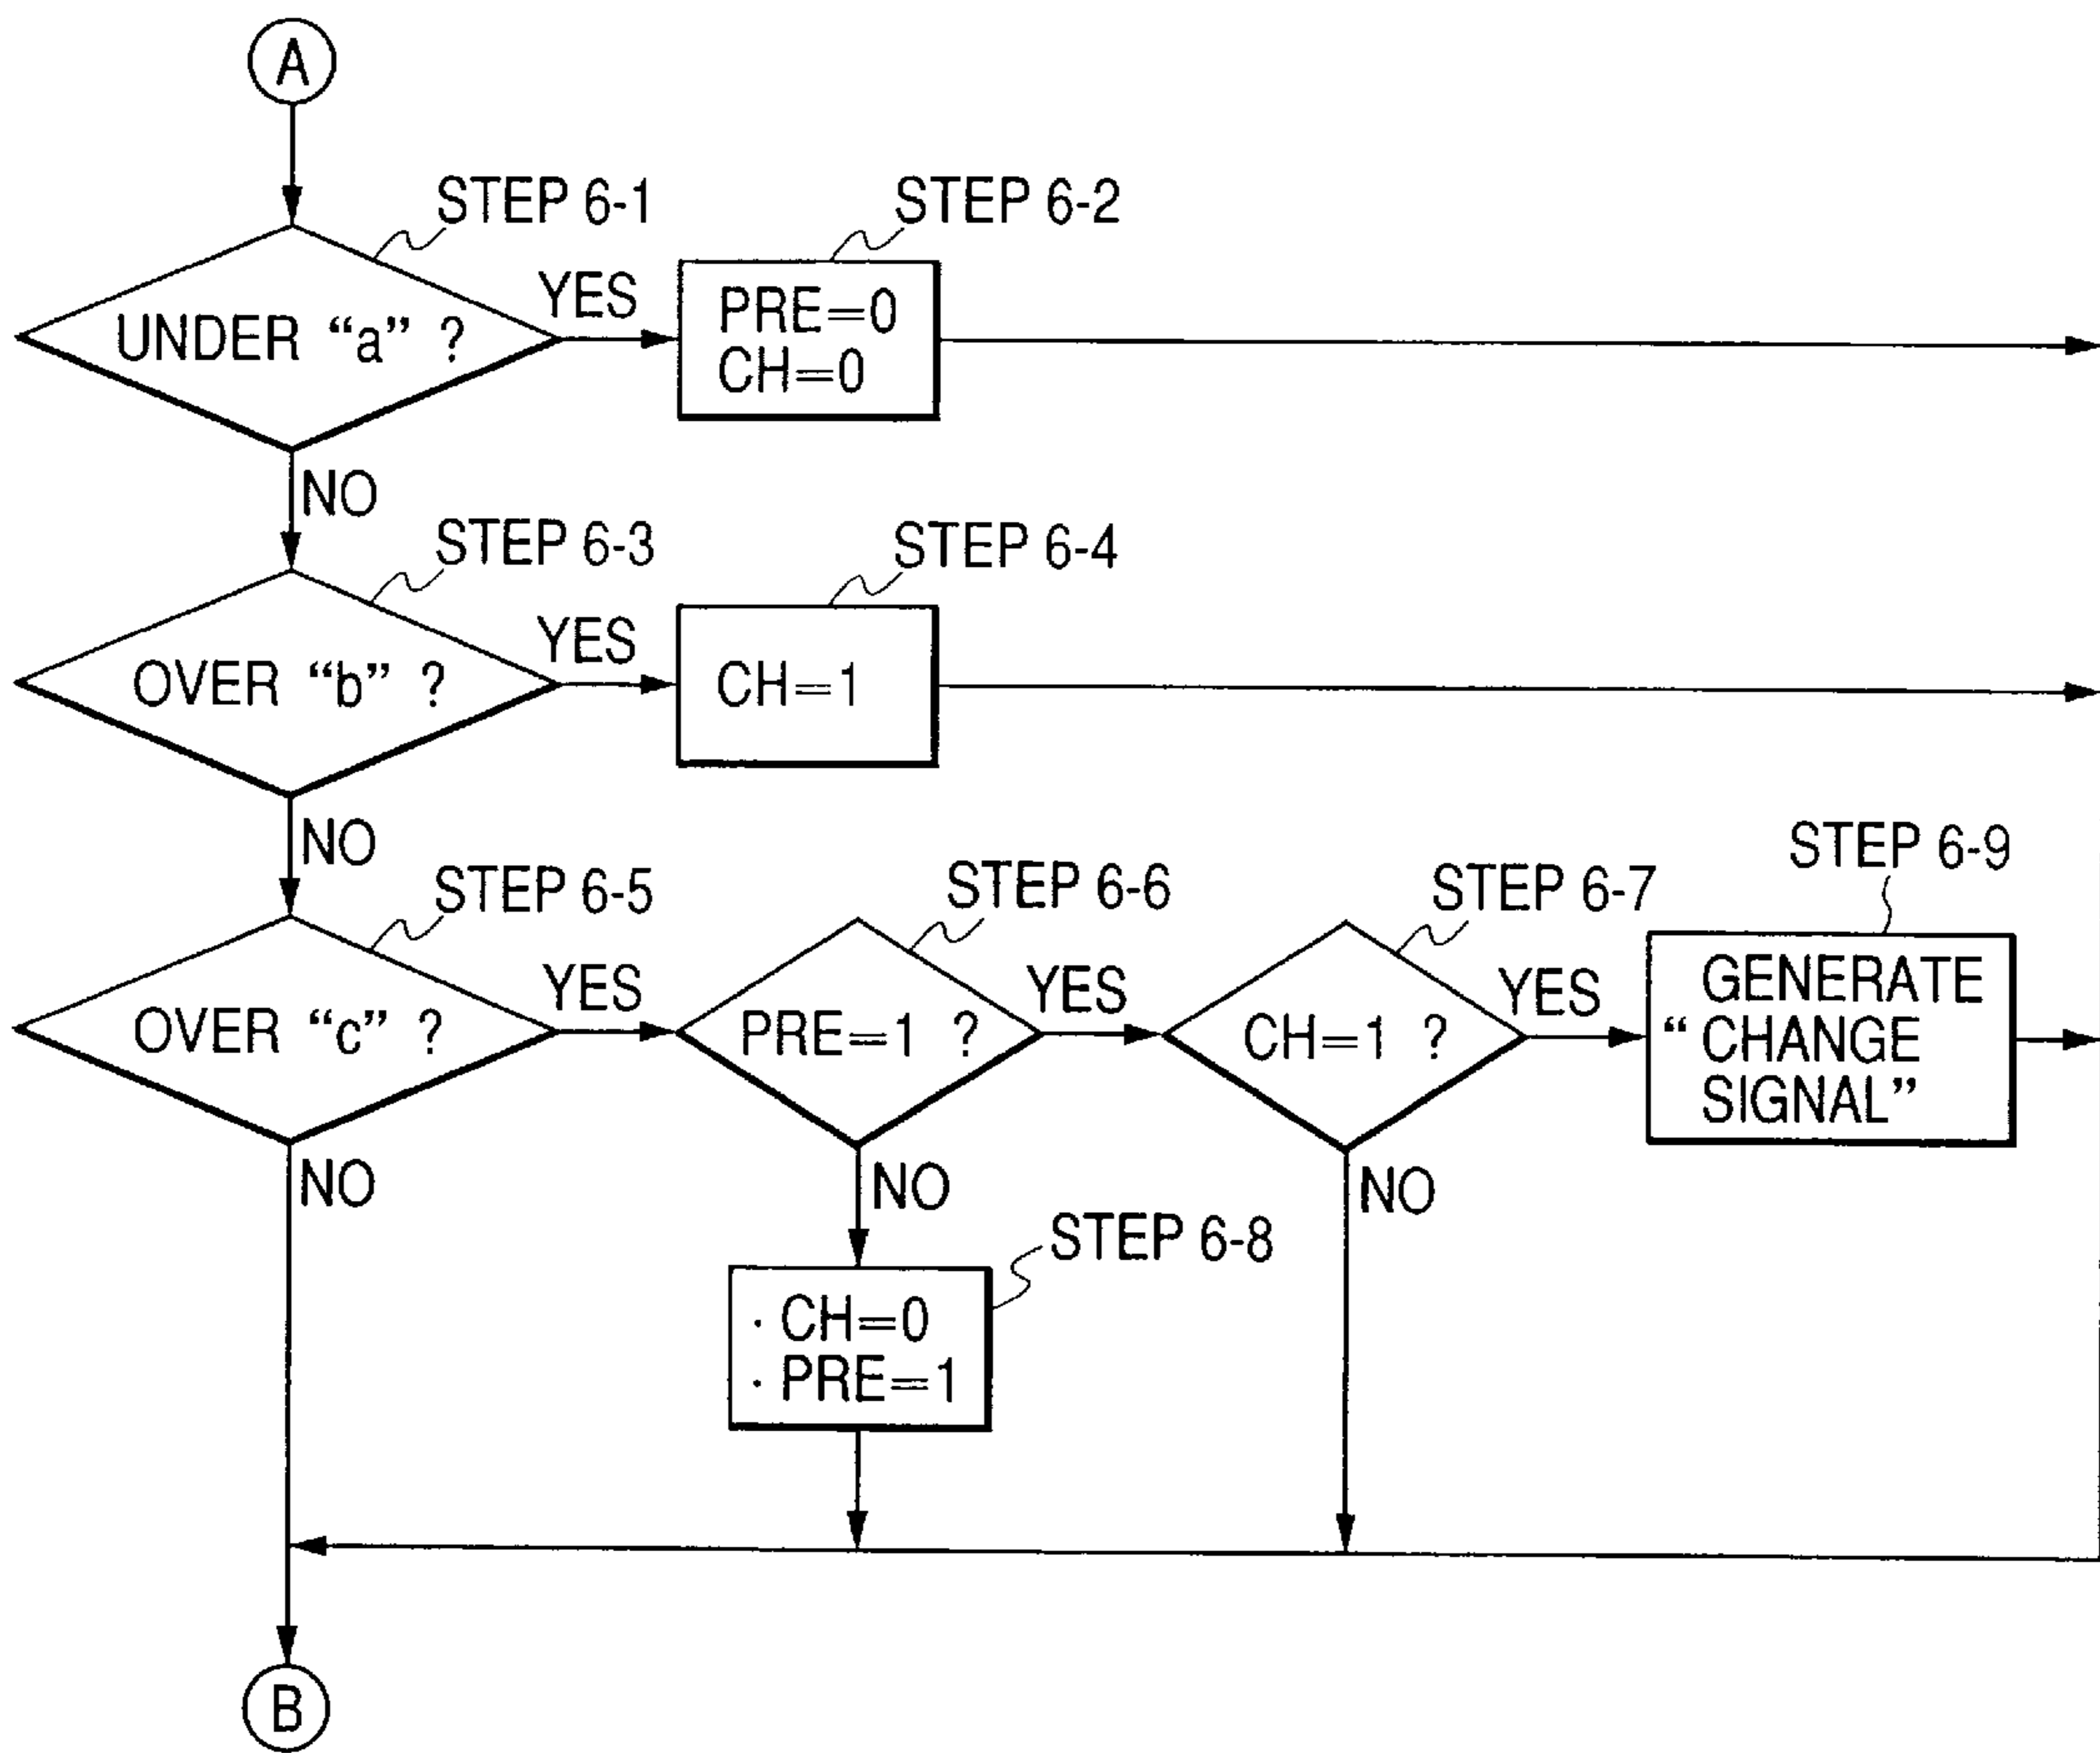 A
STEP 6-1
STEP 6-2
UNDER “a” ?
YES
PRE=0
CH=0
NO
STEP 6-3
STEP 6-4
OVER “b” ?
YES
CH=1
NO
STEP 6-5
STEP 6-6
STEP 6-7
STEP 6-9
OVER “c” ?
YES
PRE=1 ?
YES
CH=1 ?
YES
GENERATE
“ CHANGE
SIGNAL”
NO
NO
NO
STEP 6-8
· CH=0
· PRE=1
B